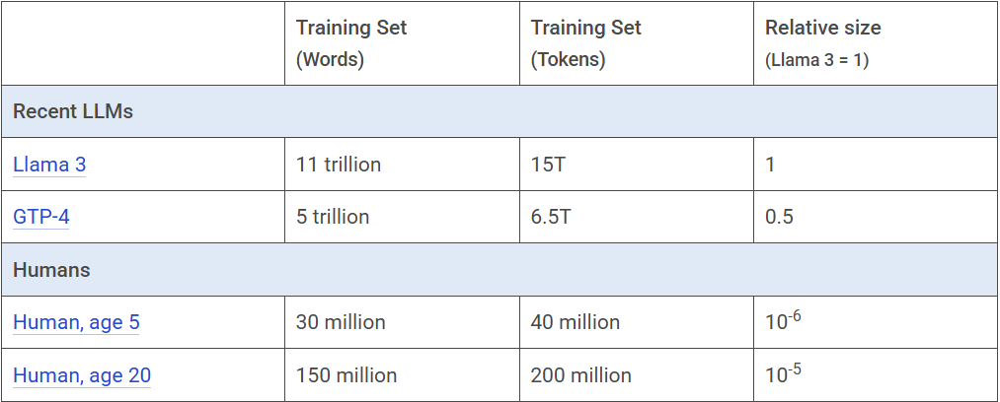 Training Set Training Set Relative size
(Words) (Tokens) (Llama 3 = 1)
Recent LLMs
Llama 3 11 trillion 15T 1
GTP-4 5 trillion 6.5T 0.5
Humans
Human, age 5 30 million 40 million 10⁻⁶
Human, age 20 150 million 200 million 10⁻⁵